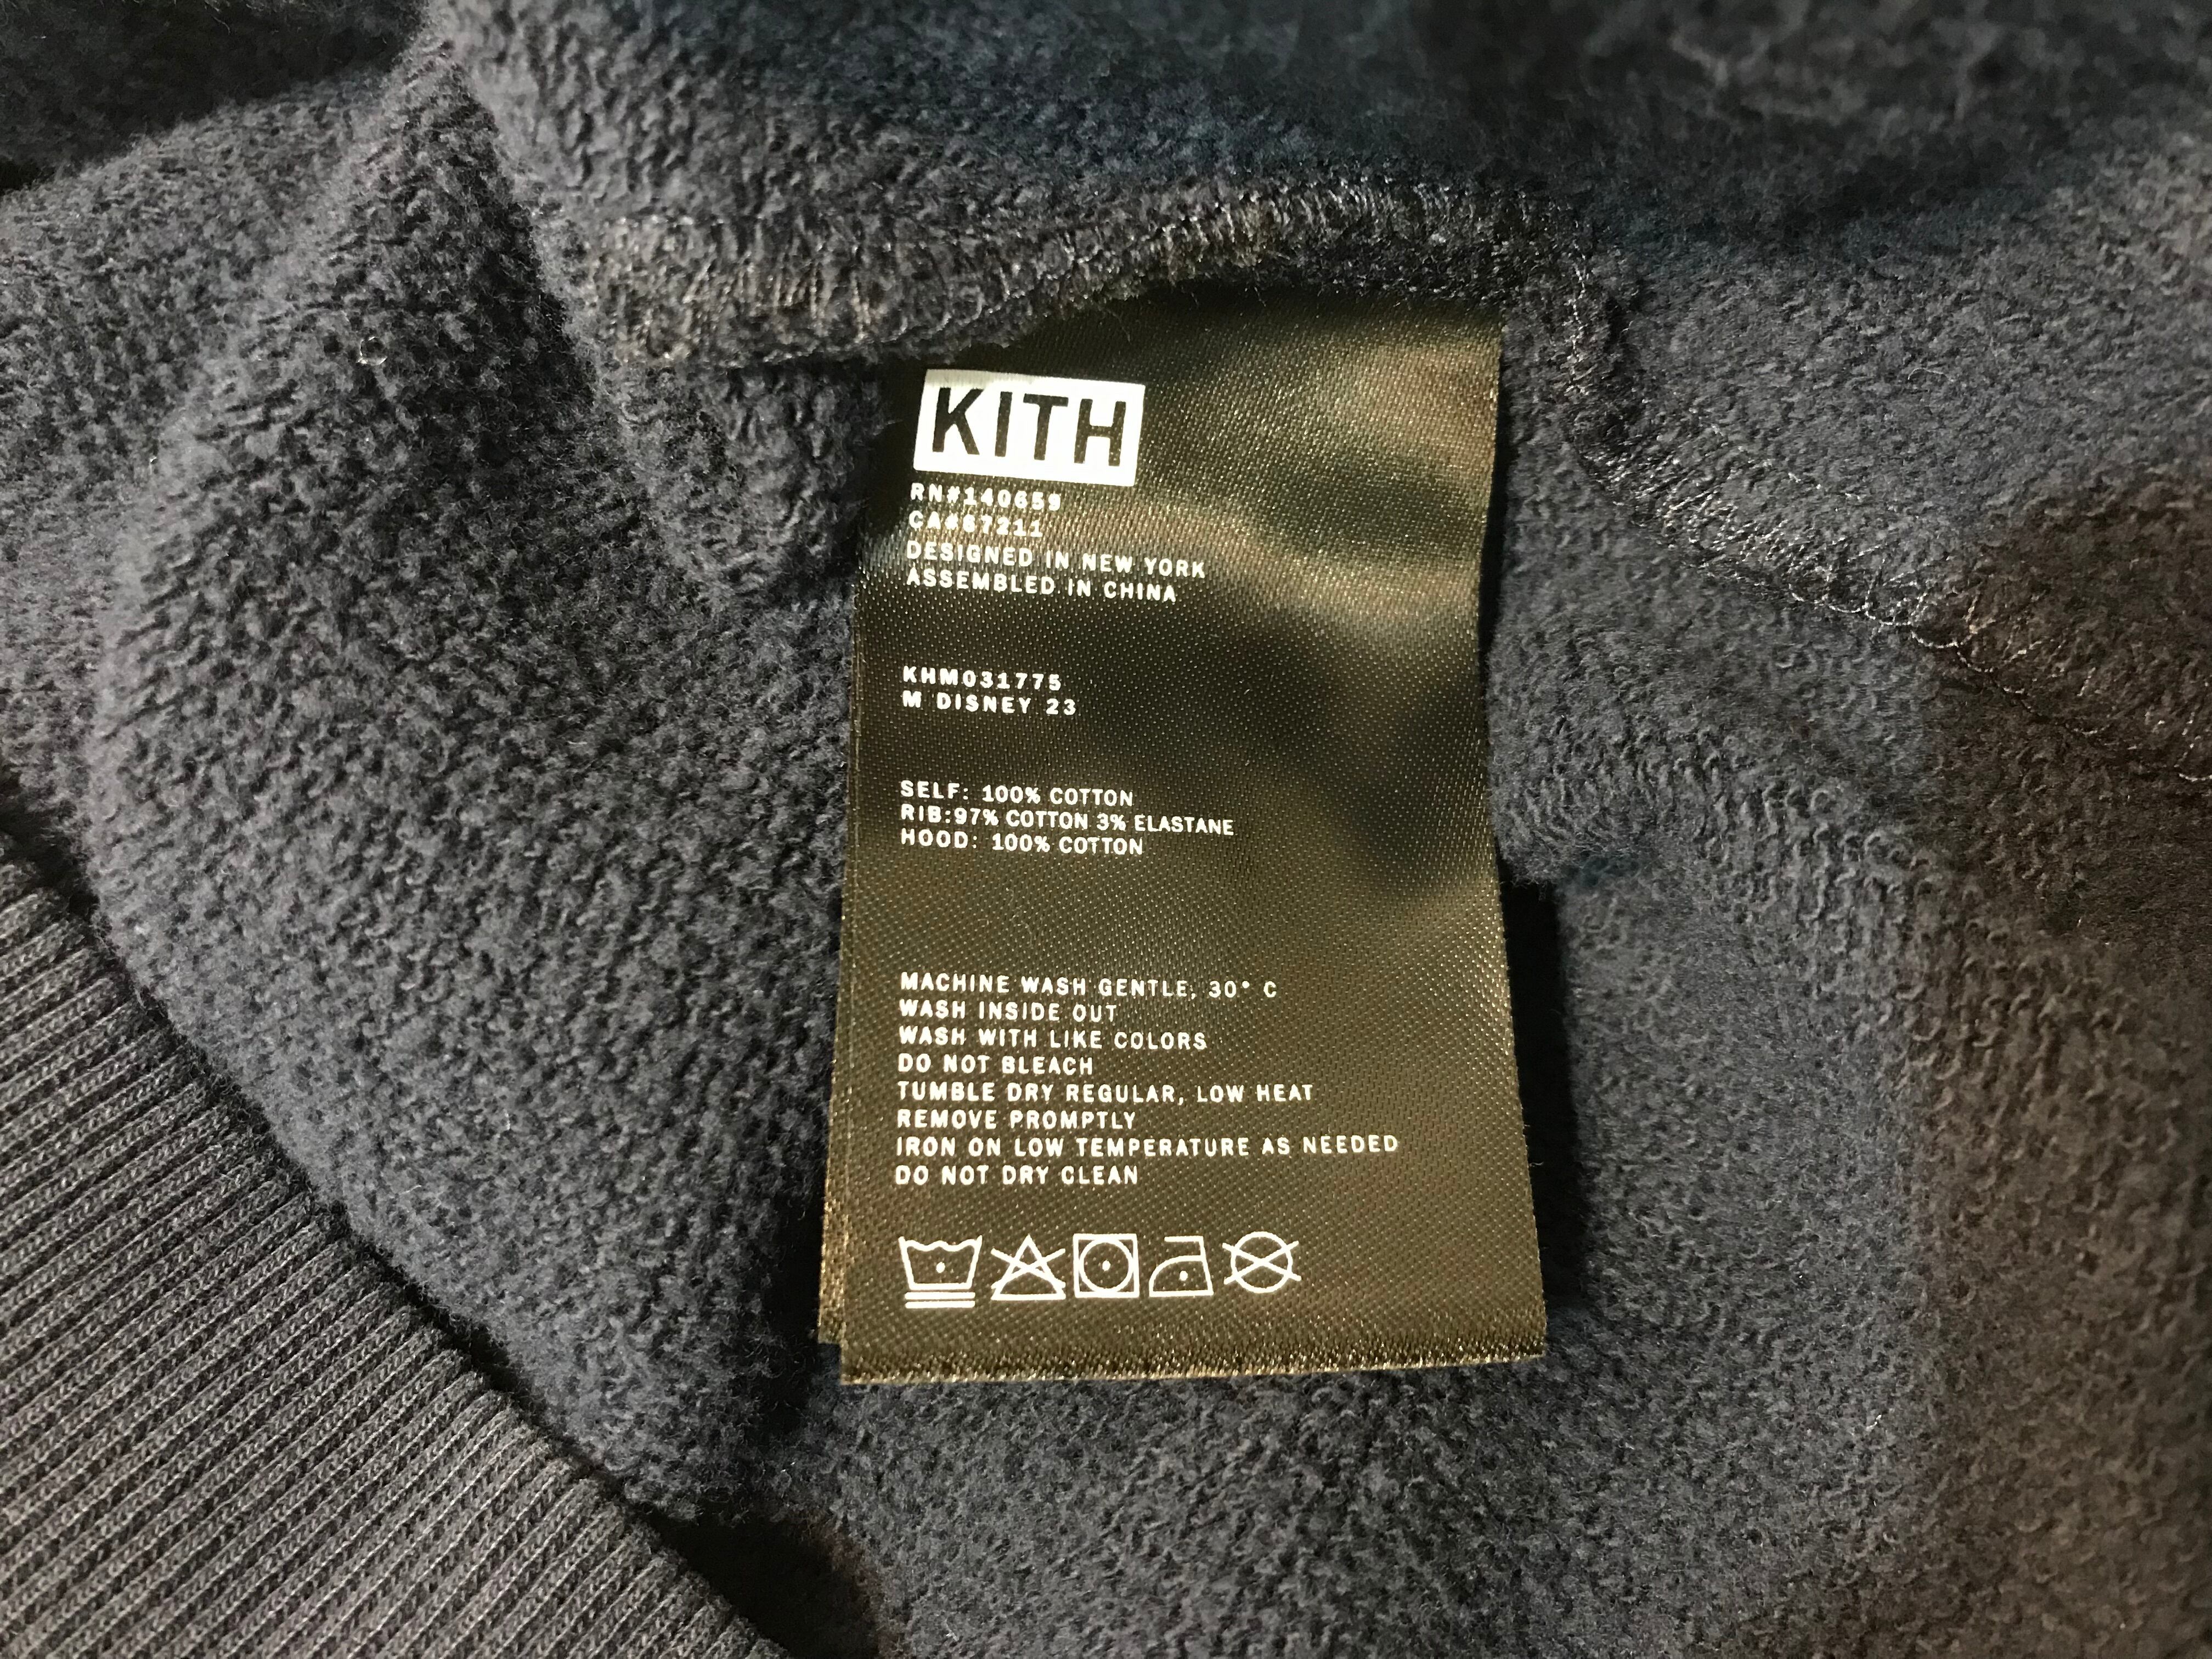 KITH
RN#140659
CA#67211
DESIGNED IN NEW YORK
ASSEMBLED IN CHINA
KHM031775
M DISNEY 23
SELF: 100% COTTON
RIB:97% COTTON 3% ELASTANE
HOOD: 100% COTTON
MACHINE WASH GENTLE, 30° C
WASH INSIDE OUT
WASH WITH LIKE COLORS
DO NOT BLEACH
TUMBLE DRY REGULAR, LOW HEAT
REMOVE PROMPTLY
IRON ON LOW TEMPERATURE AS NEEDED
DO NOT DRY CLEAN